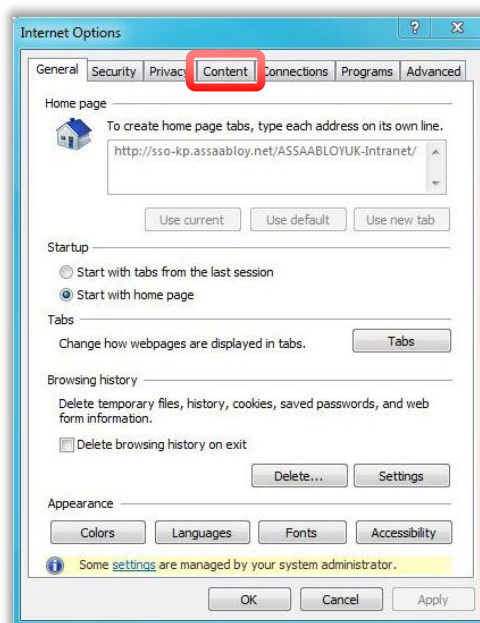 Internet Options
General Security Privacy Content Connections Programs Advanced
Home page
To create home page tabs, type each address on its own line.
http://sso-kp.assaabloy.net/ASSAABLOYUK-Intranet/
Use current Use default Use new tab
Startup
Start with tabs from the last session
Start with home page
Tabs
Change how webpages are displayed in tabs. Tabs
Browsing history
Delete temporary files, history, cookies, saved passwords, and web
form information.
Delete browsing history on exit
Delete... Settings
Appearance
Colors Languages Fonts Accessibility
Some settings are managed by your system administrator.
OK Cancel Apply